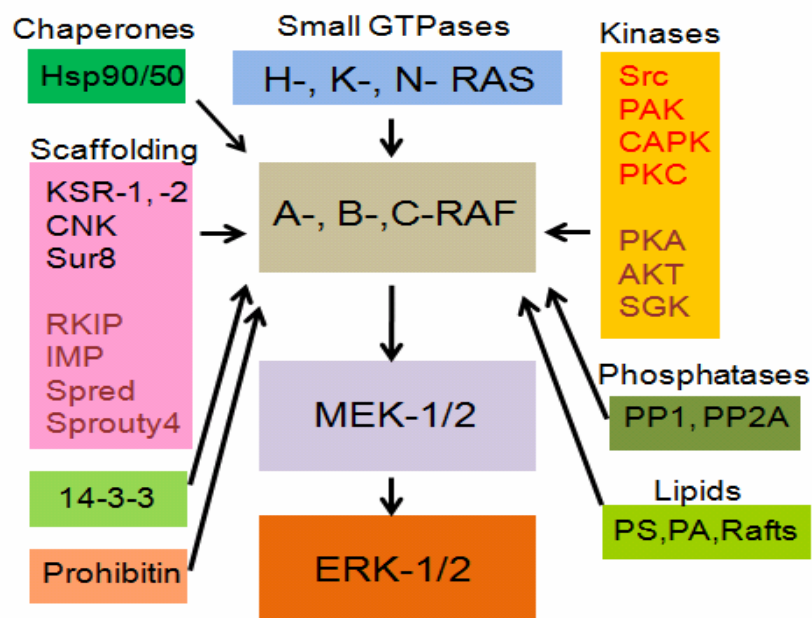 Chaperones
Hsp90/50
Small GTPases
H-, K-, N- RAS
Kinases
Src
PAK
CAPK
PKC
PKA
AKT
SGK
Scaffolding
KSR-1, -2
CNK
Sur8
RKIP
IMP
Spred
Sprouty4
A-, B-,C-RAF
MEK-1/2
ERK-1/2
Phosphatases
PP1, PP2A
Lipids
PS,PA,Rafts
14-3-3
Prohibitin